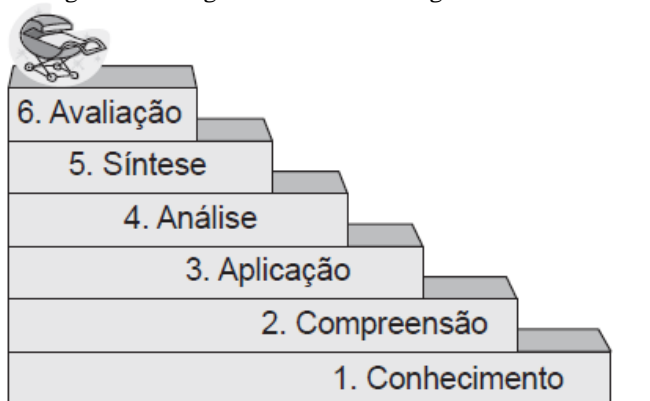 6. Avaliação
5. Síntese
4. Análise
3. Aplicação
2. Compreensão
1. Conhecimento